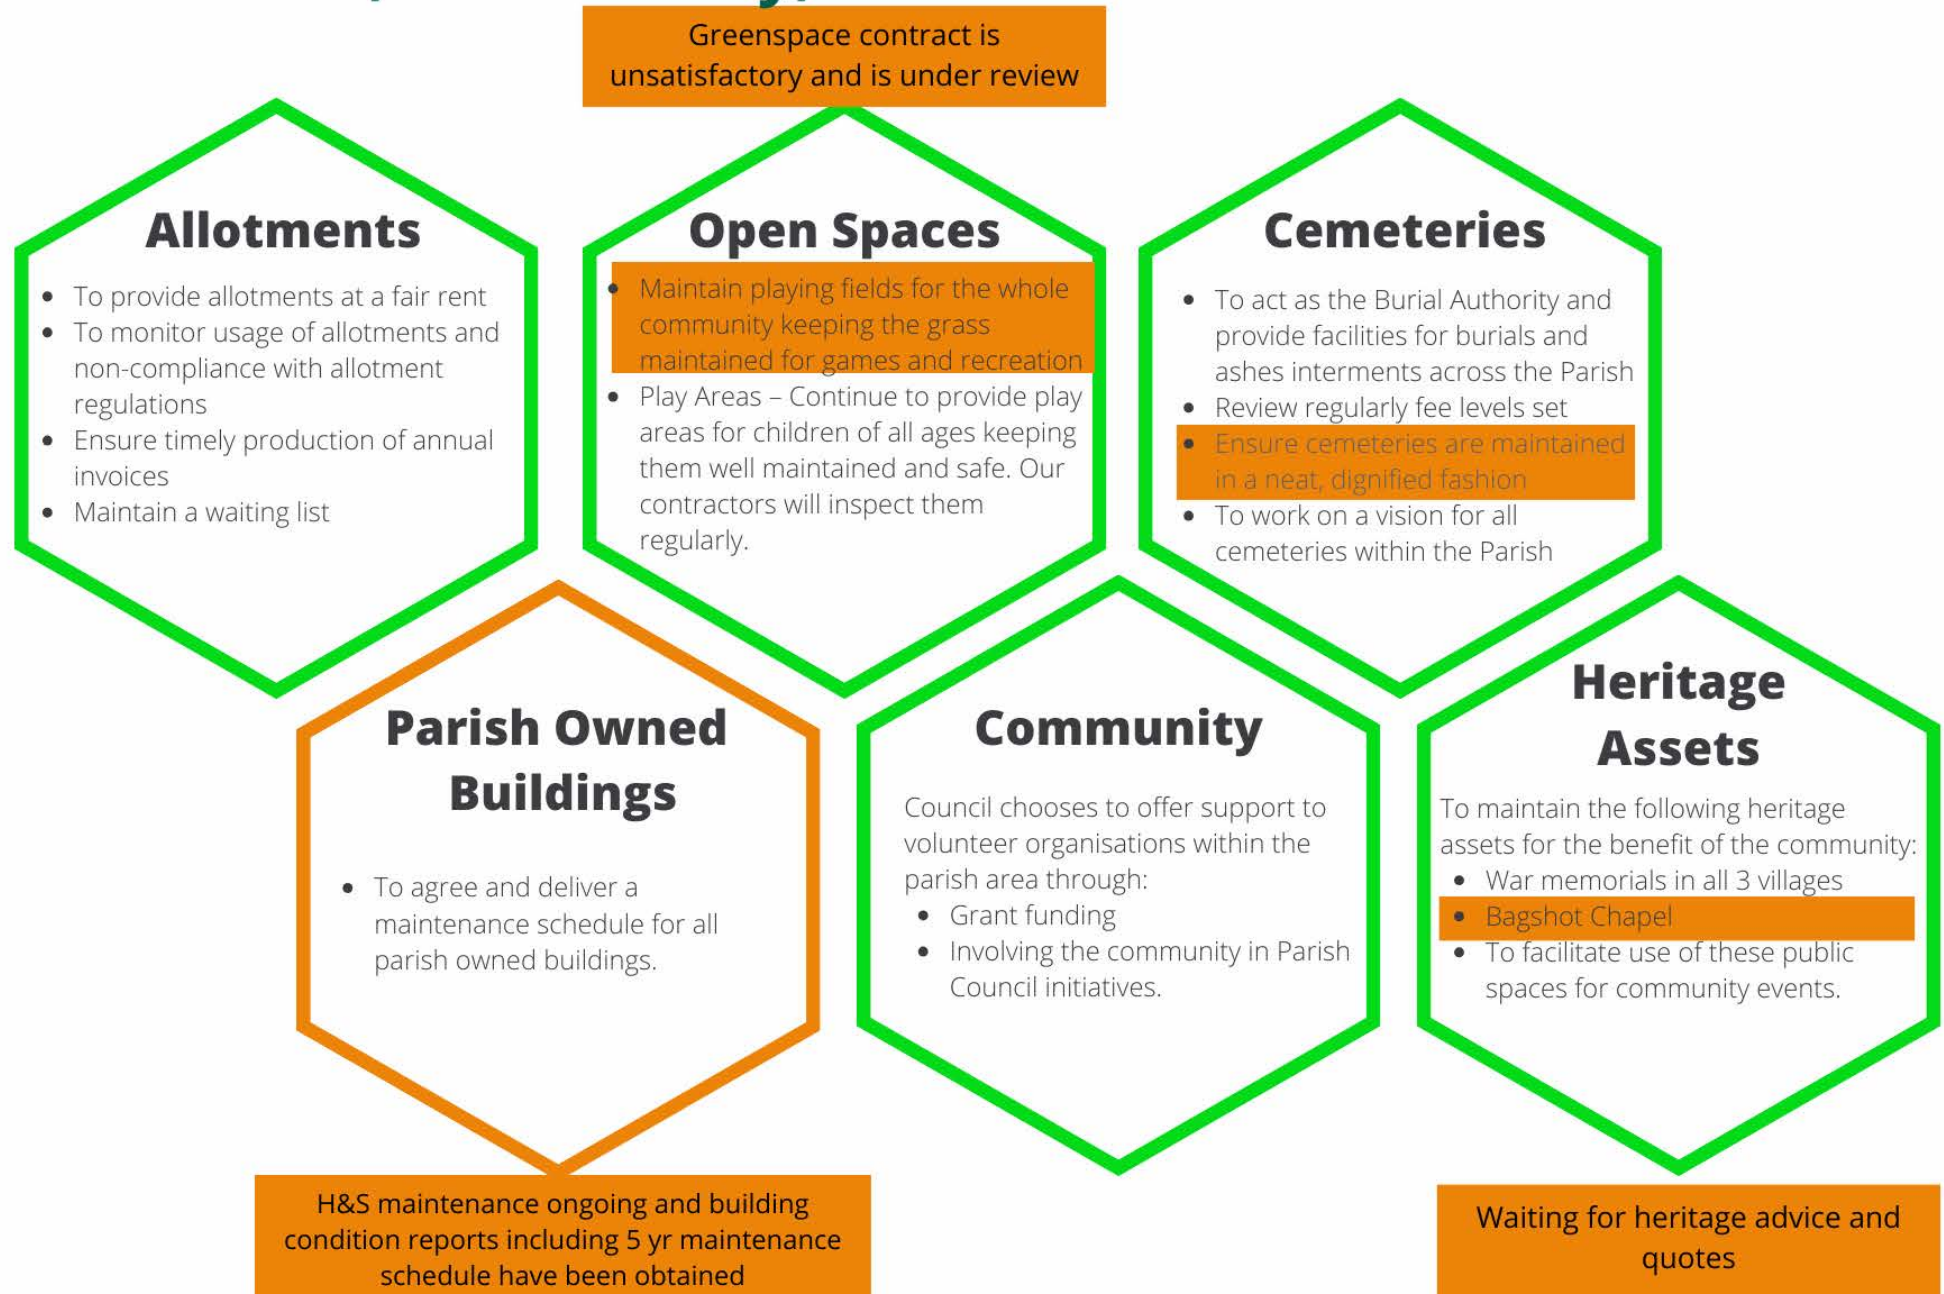 Greenspace contract is
unsatisfactory and is under review
Allotments
• To provide allotments at a fair rent
• To monitor usage of allotments and
non-compliance with allotment
regulations
• Ensure timely production of annual
invoices
• Maintain a waiting list
Open Spaces
• Maintain playing fields for the whole
community keeping the grass
maintained for games and recreation
• Play Areas – Continue to provide play
areas for children of all ages keeping
them well maintained and safe. Our
contractors will inspect them
regularly.
Cemeteries
• To act as the Burial Authority and
provide facilities for burials and
ashes interments across the Parish
• Review regularly fee levels set
• Ensure cemeteries are maintained
in a neat, dignified fashion
• To work on a vision for all
cemeteries within the Parish
Parish Owned
Buildings
• To agree and deliver a
maintenance schedule for all
parish owned buildings.
Community
Council chooses to offer support to
volunteer organisations within the
parish area through:
• Grant funding
• Involving the community in Parish
Council initiatives.
Heritage
Assets
To maintain the following heritage
assets for the benefit of the community:
• War memorials in all 3 villages
• Bagshot Chapel
• To facilitate use of these public
spaces for community events.
H&S maintenance ongoing and building
condition reports including 5 yr maintenance
schedule have been obtained
Waiting for heritage advice and
quotes